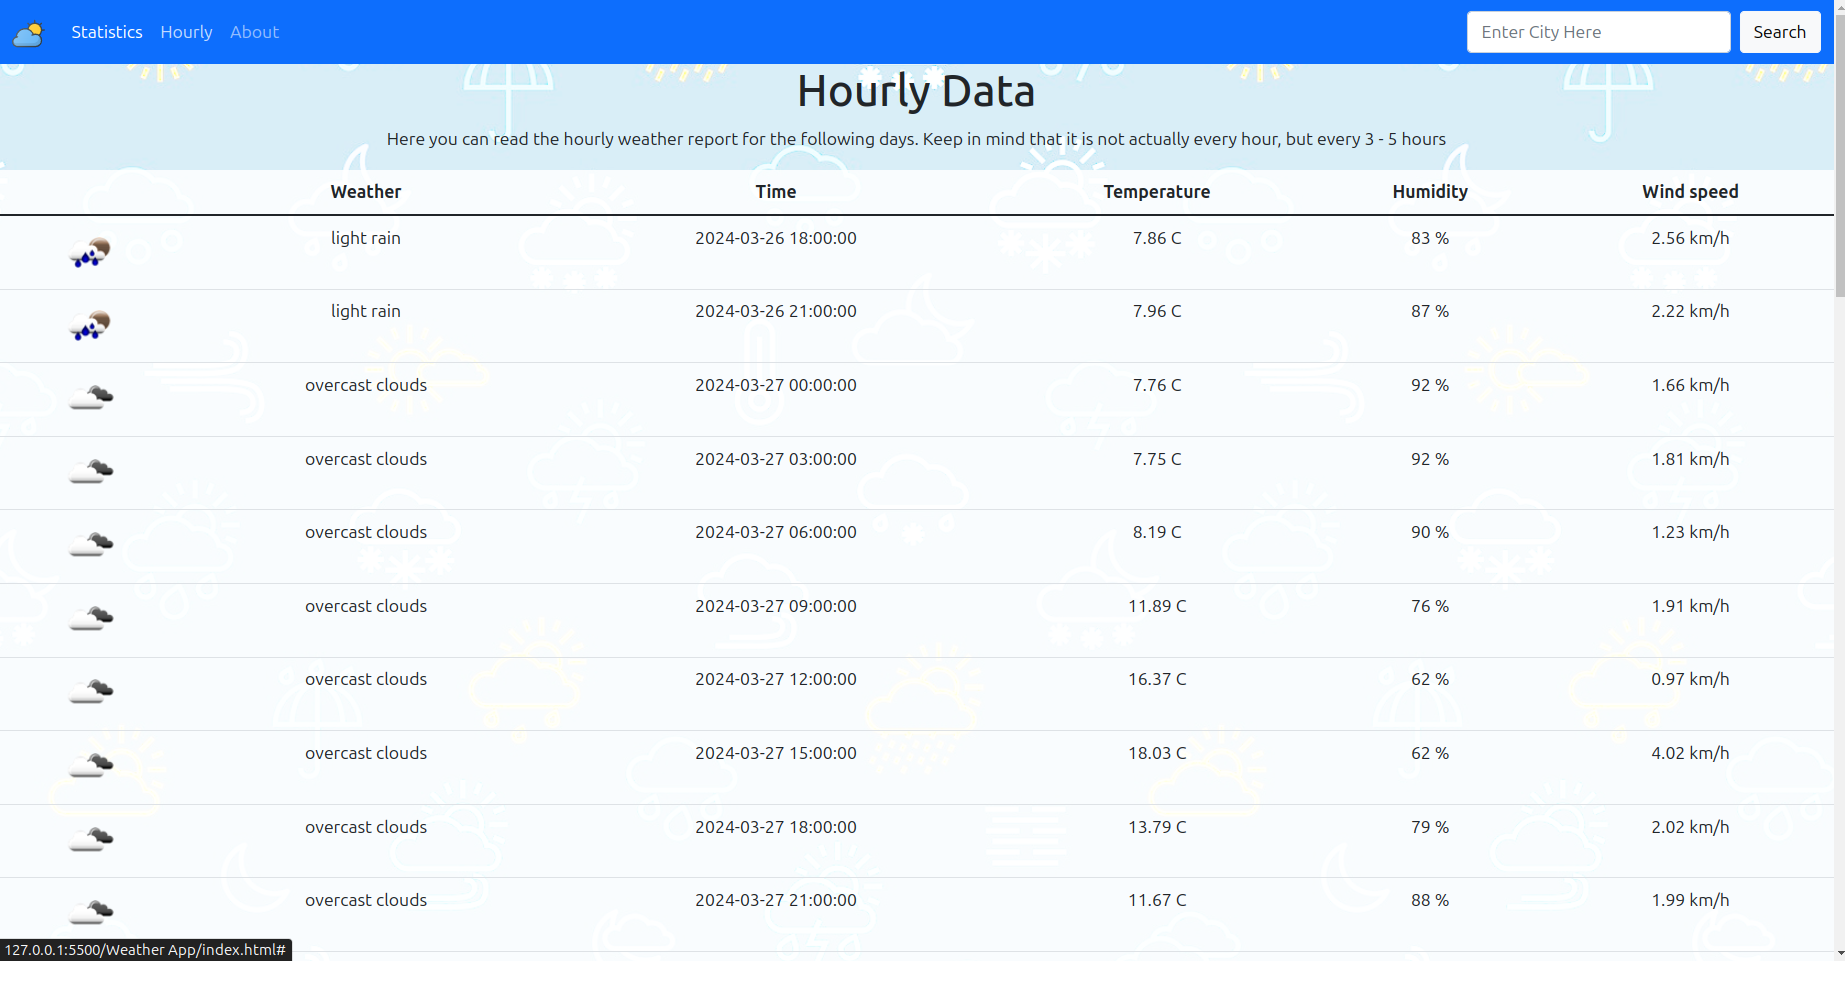 Statistics Hourly About Enter City Here Search
Hourly Data
Here you can read the hourly weather report for the following days. Keep in mind that it is not actually every hour, but every 3 - 5 hours
Weather Time Temperature Humidity Wind speed
light rain 2024-03-26 18:00:00 7.86 C 83 % 2.56 km/h
light rain 2024-03-26 21:00:00 7.96 C 87 % 2.22 km/h
overcast clouds 2024-03-27 00:00:00 7.76 C 92 % 1.66 km/h
overcast clouds 2024-03-27 03:00:00 7.75 C 92 % 1.81 km/h
overcast clouds 2024-03-27 06:00:00 8.19 C 90 % 1.23 km/h
overcast clouds 2024-03-27 09:00:00 11.89 C 76 % 1.91 km/h
overcast clouds 2024-03-27 12:00:00 16.37 C 62 % 0.97 km/h
overcast clouds 2024-03-27 15:00:00 18.03 C 62 % 4.02 km/h
overcast clouds 2024-03-27 18:00:00 13.79 C 79 % 2.02 km/h
overcast clouds 2024-03-27 21:00:00 11.67 C 88 % 1.99 km/h
127.0.0.1:5500/Weather App/index.html#